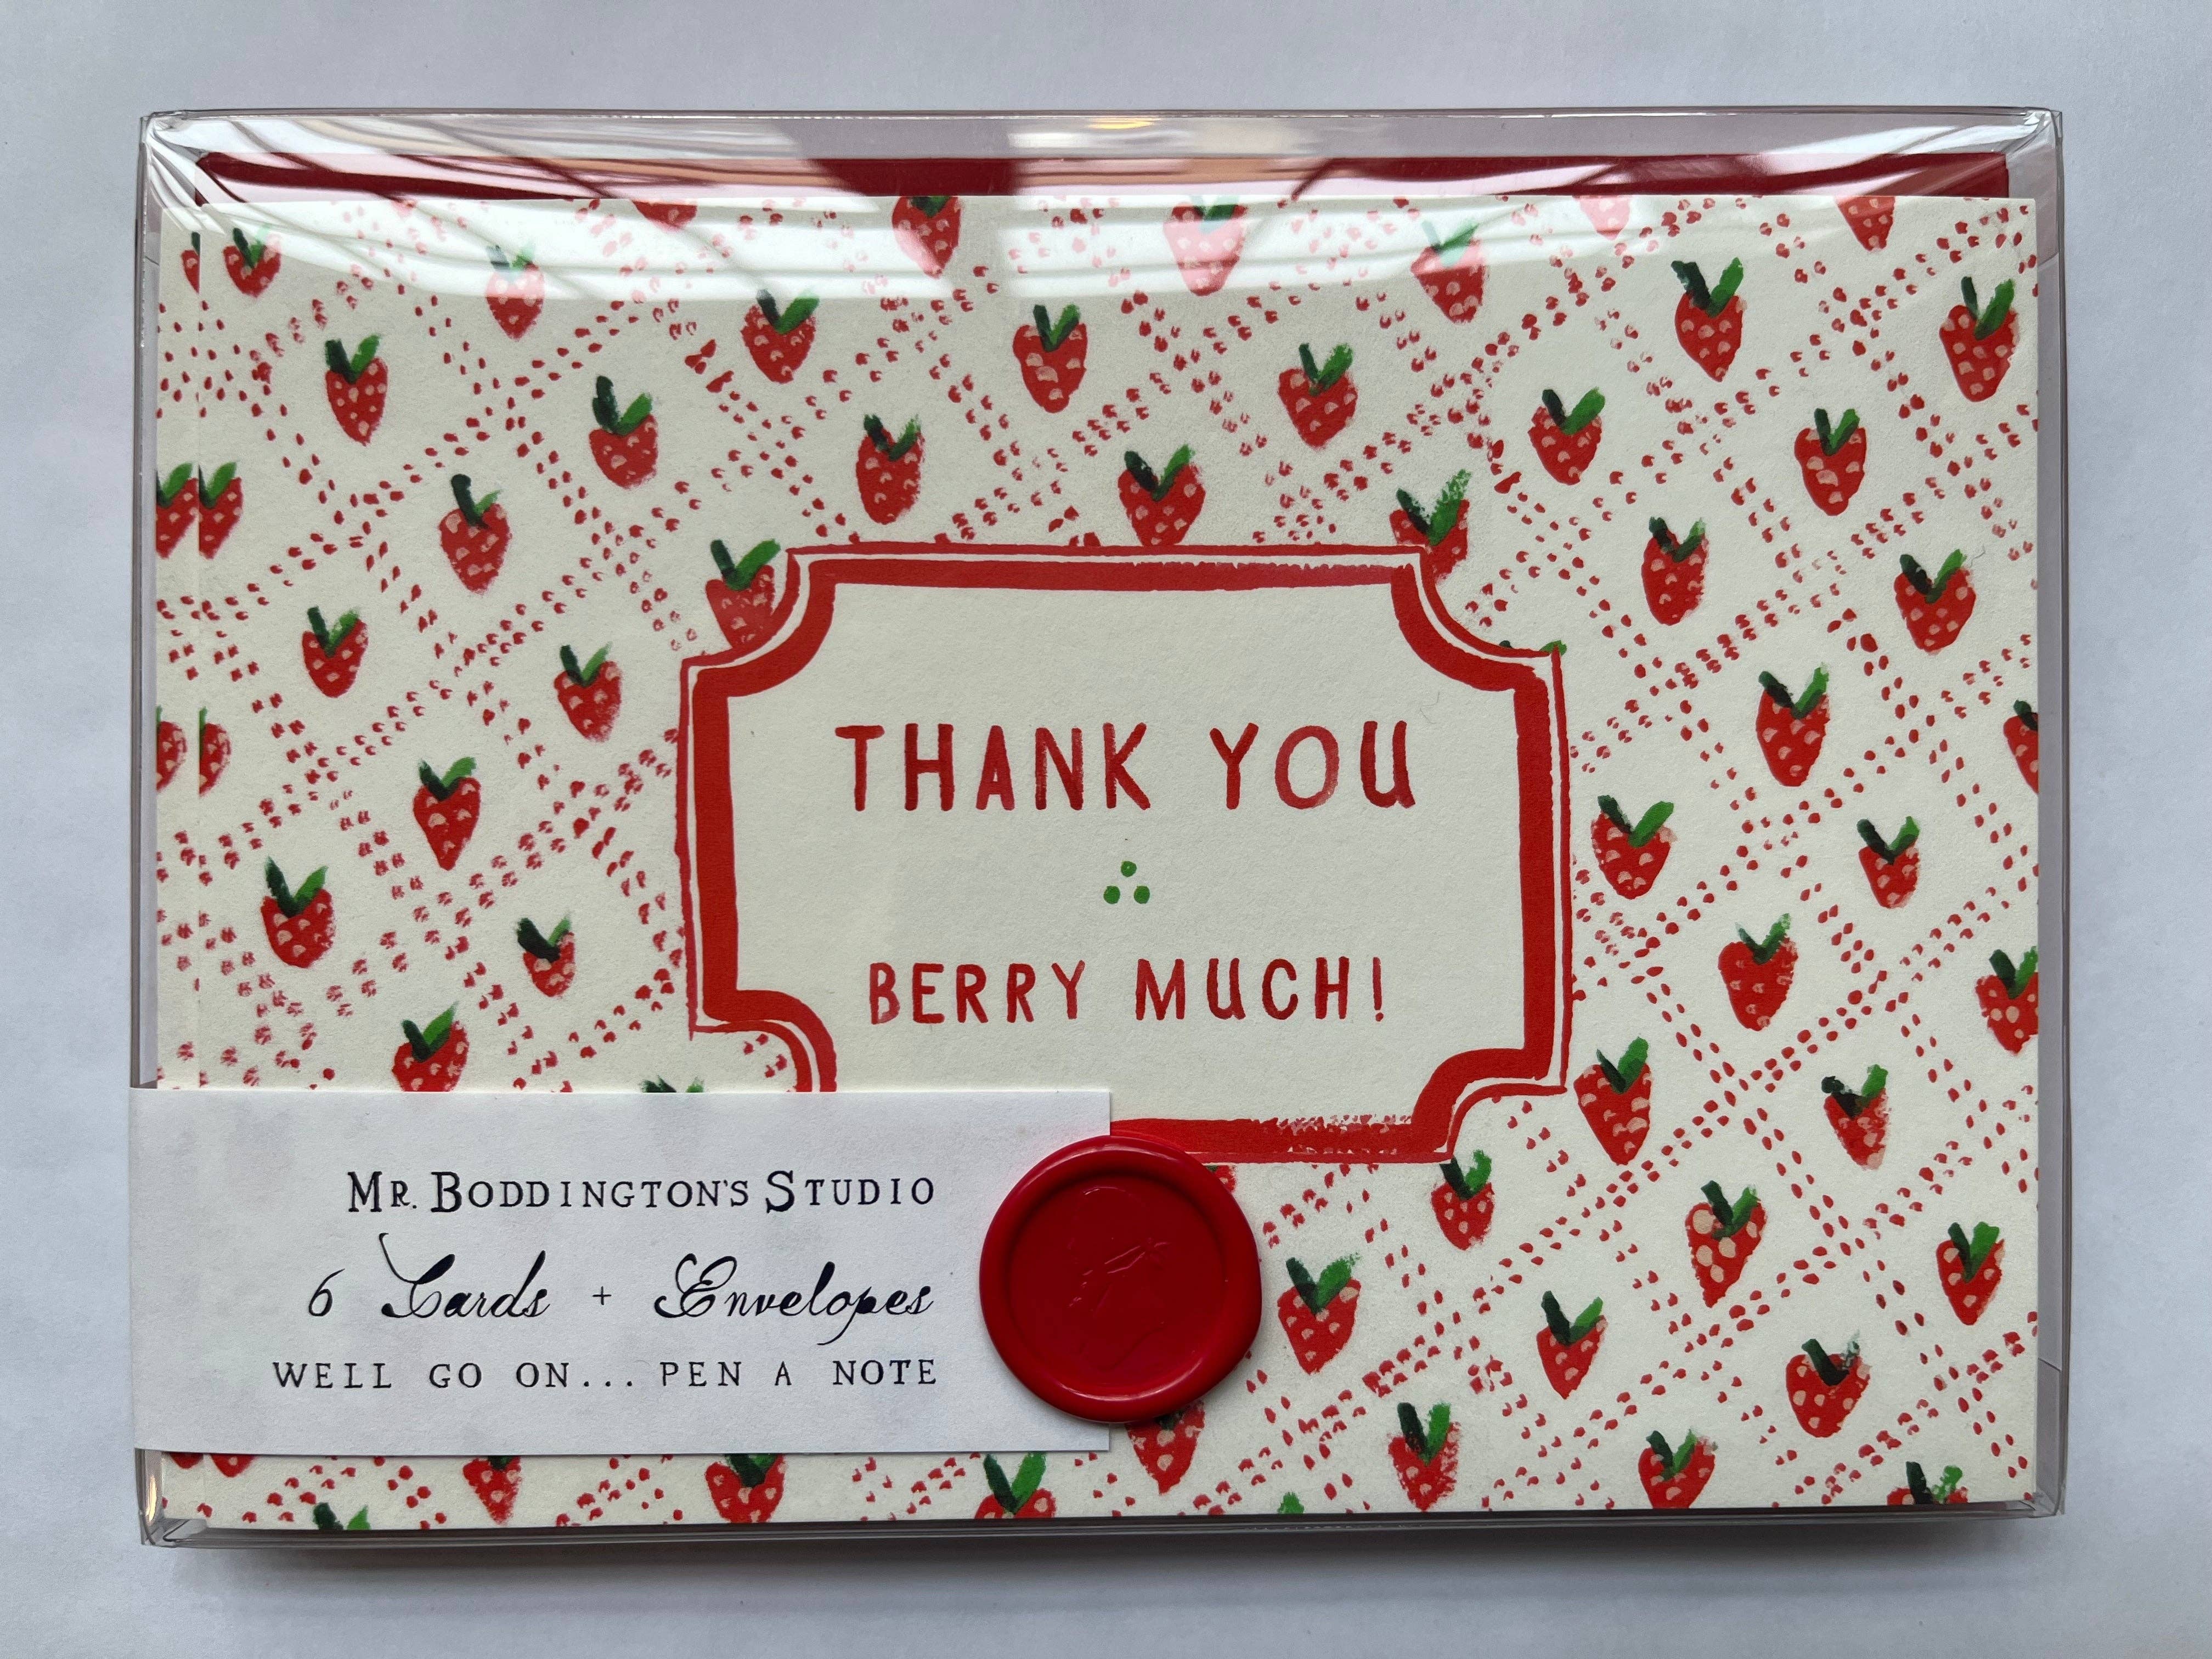 THANK YOU
BERRY MUCH!
MR. BODDINGTON'S STUDIO
6 Cards + Envelopes
WELL GO ON... PEN A NOTE